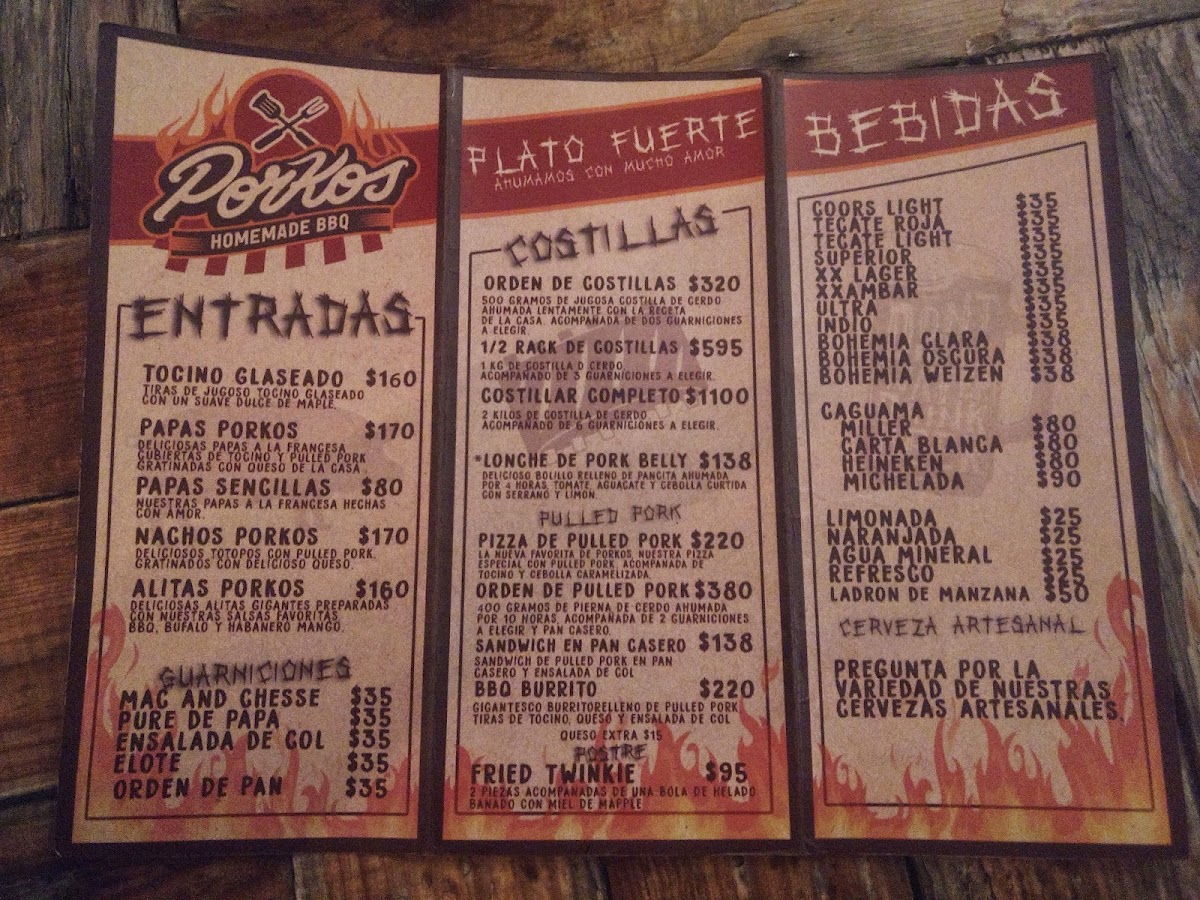 Porkos
HOMEMADE BBQ
ENTRADAS
TOCINO GLASEADO $160
TIRAS DE JUGOSO TOCINO GLASEADO
CON UN SUAVE DULCE DE MAPLE.
PAPAS PORKOS $170
DELICIOSAS PAPAS A LA FRANCESA
CUBIERTAS DE TOCINO Y PULLED PORK
GRATINADAS CON QUESO DE LA CASA.
PAPAS SENCILLAS $80
NUESTRAS PAPAS A LA FRANCESA HECHAS
CON AMOR.
NACHOS PORKOS $170
DELICIOSOS TOTOPOS CON PULLED PORK,
GRATINADOS CON DELICIOSO QUESO.
ALITAS PORKOS $160
DELICIOSAS ALITAS GIGANTES PREPARADAS
CON NUESTRAS SALSAS FAVORITAS
BBQ, BUFALO Y HABANERO MANGO.
GUARNICIONES
MAC AND CHESSE $35
PURE DE PAPA $35
ENSALADA DE COL $35
ELOTE $35
ORDEN DE PAN $35
PLATO FUERTE
AHUMAMOS CON MUCHO AMOR
COSTILLAS
ORDEN DE COSTILLAS $320
500 GRAMOS DE JUGOSA COSTILLA DE CERDO
AHUMADA LENTAMENTE CON LA RECETA
DE LA CASA. ACOMPAÑADA DE DOS GUARNICIONES
A ELEGIR.
1/2 RACK DE COSTILLAS $595
1 KG DE COSTILLA D CERDO.
ACOMPAÑADO DE 3 GUARNICIONES A ELEGIR.
COSTILLAR COMPLETO $1100
2 KILOS DE COSTILLA DE CERDO
ACOMPAÑADO DE 6 GUARNICIONES A ELEGIR.
*LONCHE DE PORK BELLY $138
DELICIOSO BOLILLO RELLENO DE PANCITA AHUMADA
POR 4 HORAS, TOMATE, AGUACATE Y CEBOLLA CURTIDA
CON SERRANO Y LIMON.
PULLED PORK
PIZZA DE PULLED PORK $220
LA NUEVA FAVORITA DE PORKOS, NUESTRA PIZZA
ESPECIAL CON PULLED PORK, ACOMPAÑADA DE
TOCINO Y CEBOLLA CARAMELIZADA.
ORDEN DE PULLED PORK $380
400 GRAMOS DE PIERNA DE CERDO AHUMADA
POR 10 HORAS, ACOMPAÑADA DE 2 GUARNICIONES
A ELEGIR Y PAN CASERO.
SANDWICH EN PAN CASERO $138
SANDWICH DE PULLED PORK EN PAN
CASERO Y ENSALADA DE COL
BBQ BURRITO $220
GIGANTESCO BURRITORELLENO DE PULLED PORK
TIRAS DE TOCINO, QUESO Y ENSALADA DE COL
QUESO EXTRA $15
POSTRE
FRIED TWINKIE $95
2 PIEZAS ACOMPAÑADAS DE UNA BOLA DE HELADO
BAÑADO CON MIEL DE MAPPLE
BEBIDAS
COORS LIGHT $35
TECATE ROJA $35
TECATE LIGHT $35
SUPERIOR $35
XX LAGER $35
XXAMBAR $35
ULTRA $35
INDIO $35
BOHEMIA CLARA $38
BOHEMIA OSCURA $38
BOHEMIA WEIZEN $38
CAGUAMA
MILLER $80
CARTA BLANCA $80
HEINEKEN $80
MICHELADA $90
LIMONADA $25
NARANJADA $25
AGUA MINERAL $25
REFRESCO $25
LADRON DE MANZANA $50
CERVEZA ARTESANAL
PREGUNTA POR LA
VARIEDAD DE NUESTRAS
CERVEZAS ARTESANALES.